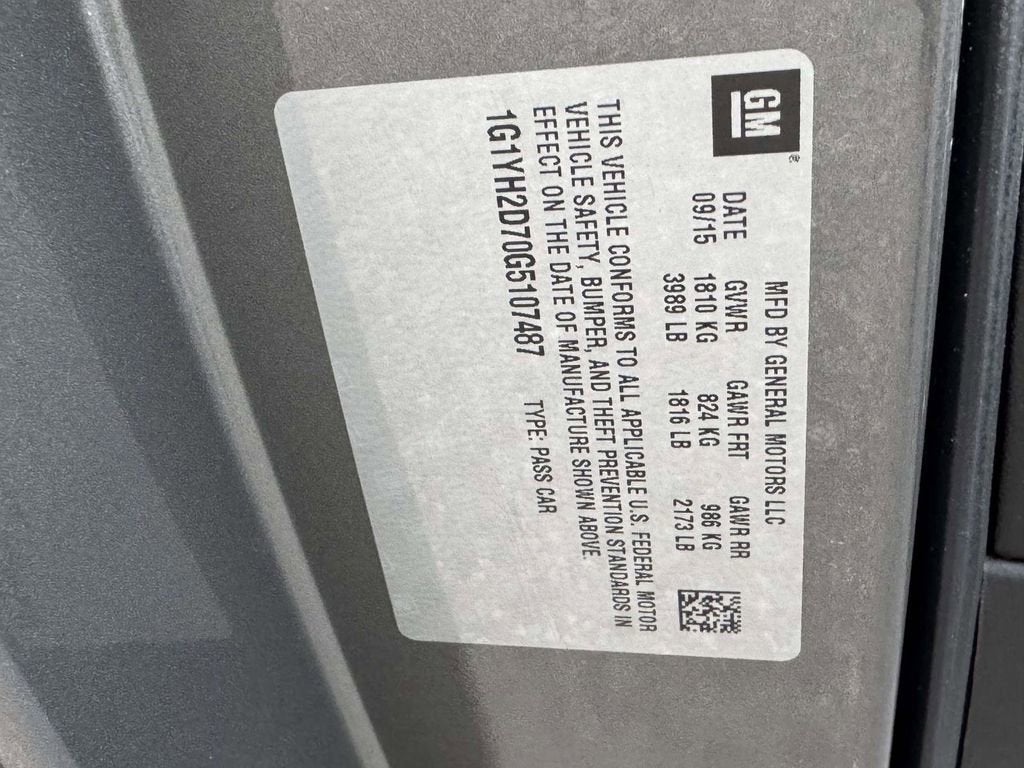 GM
®
MFD BY GENERAL MOTORS LLC
DATE GVWR GAWR FRT GAWR RR
09/15 1810 KG 824 KG 986 KG
3989 LB 1816 LB 2173 LB
THIS VEHICLE CONFORMS TO ALL APPLICABLE U.S. FEDERAL MOTOR
VEHICLE SAFETY, BUMPER, AND THEFT PREVENTION STANDARDS IN
EFFECT ON THE DATE OF MANUFACTURE SHOWN ABOVE.
1G1YH2D70G5107487 TYPE: PASS CAR